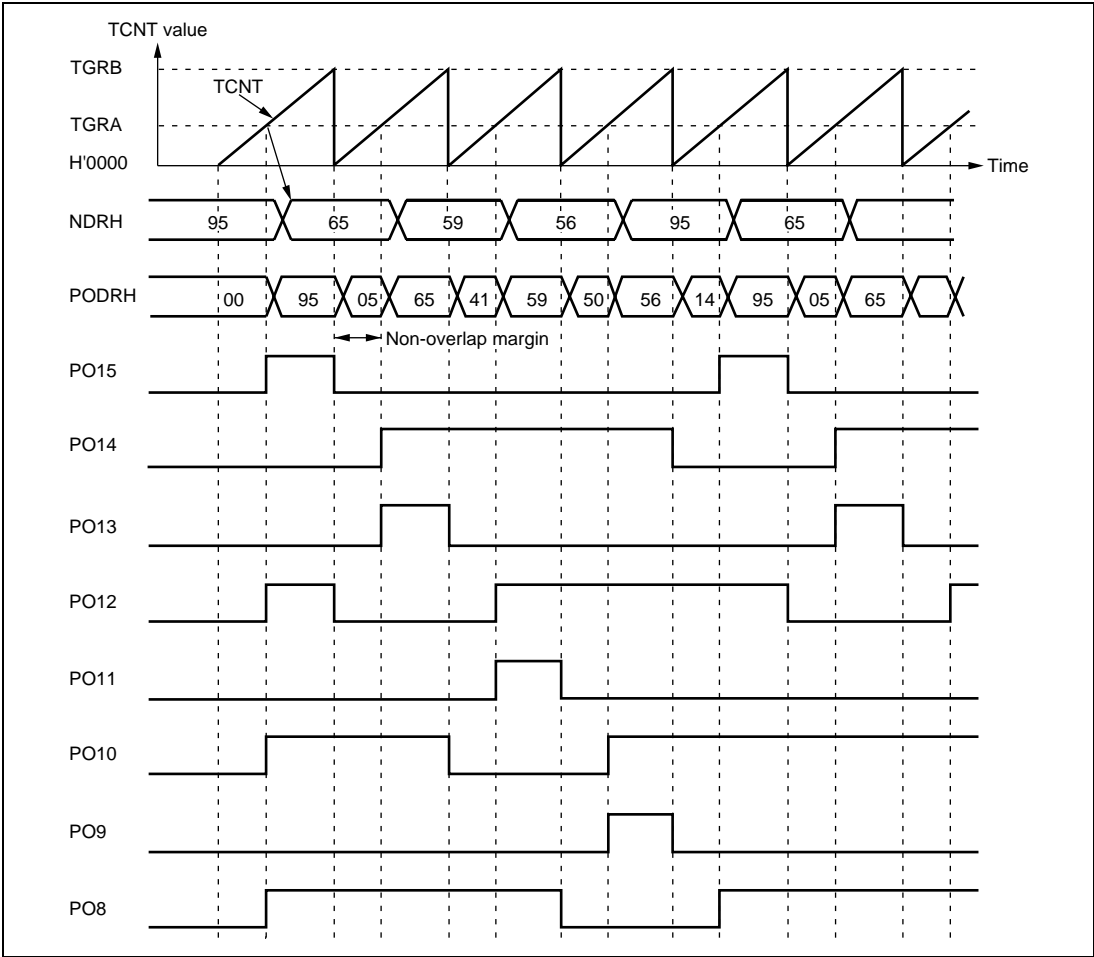 TCNT value
TGRB
TCNT
TGRA
H'0000
Time
NDRH 95 65 59 56 95 65
PODRH 00 95 05 65 41 59 50 56 14 95 05 65
Non-overlap margin
PO15
PO14
PO13
PO12
PO11
PO10
PO9
PO8